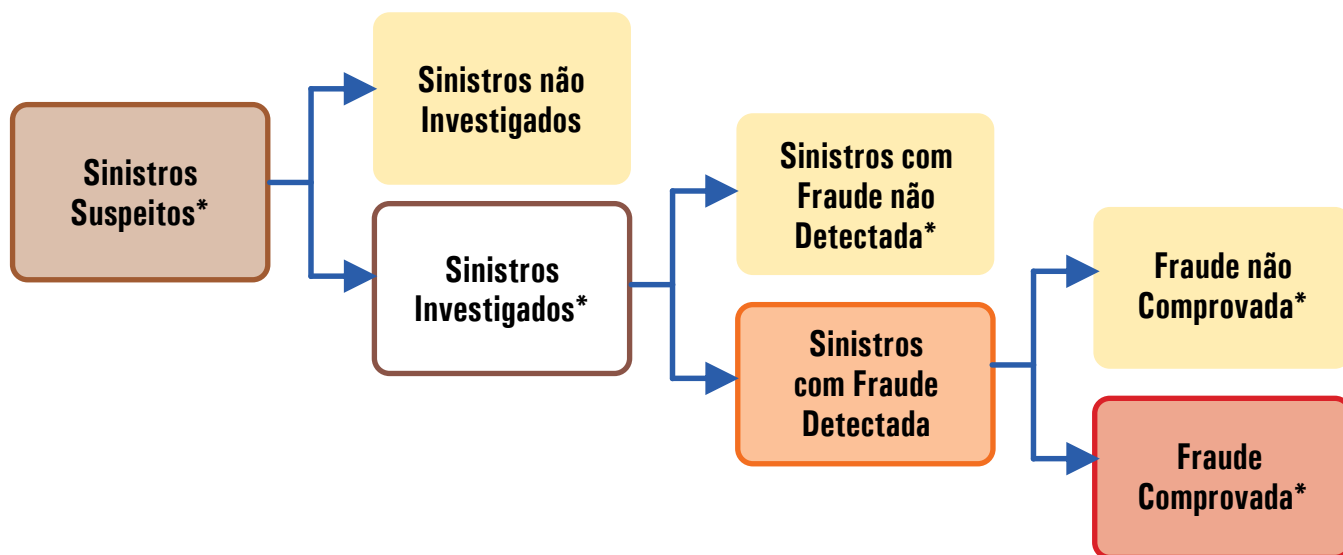 Sinistros
Suspeitos*
Sinistros não
Investigados
Sinistros
Investigados*
Sinistros com
Fraude não
Detectada*
Sinistros
com Fraude
Detectada
Fraude não
Comprovada*
Fraude
Comprovada*